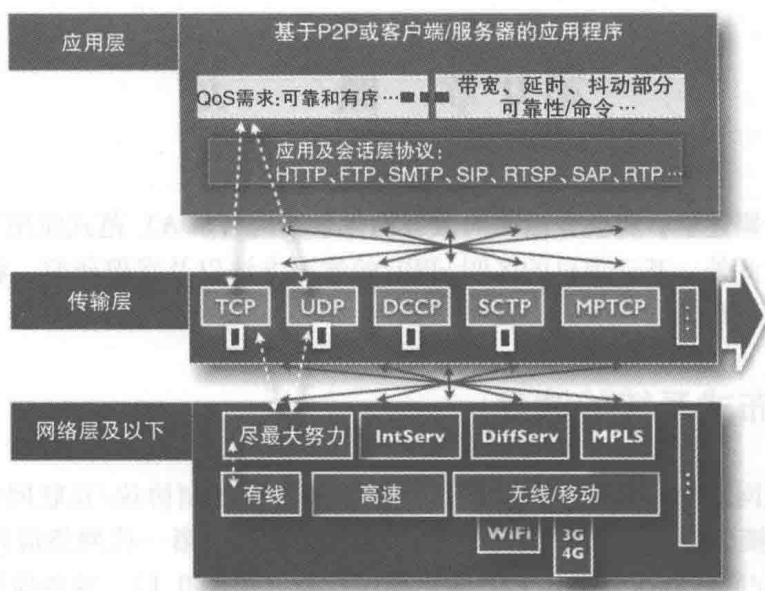 应用层
基于P2P或客户端/服务器的应用程序
QoS需求:可靠和有序…
带宽、延时、抖动部分
可靠性/命令…
应用及会话层协议:
HTTP、FTP、SMTP、SIP、RTSP、SAP、RTP…
传输层
TCP
UDP
DCCP
SCTP
MPTCP
...
网络层及以下
尽最大努力
IntServ
DiffServ
MPLS
有线
高速
无线/移动
...
WiFi
3G
4G